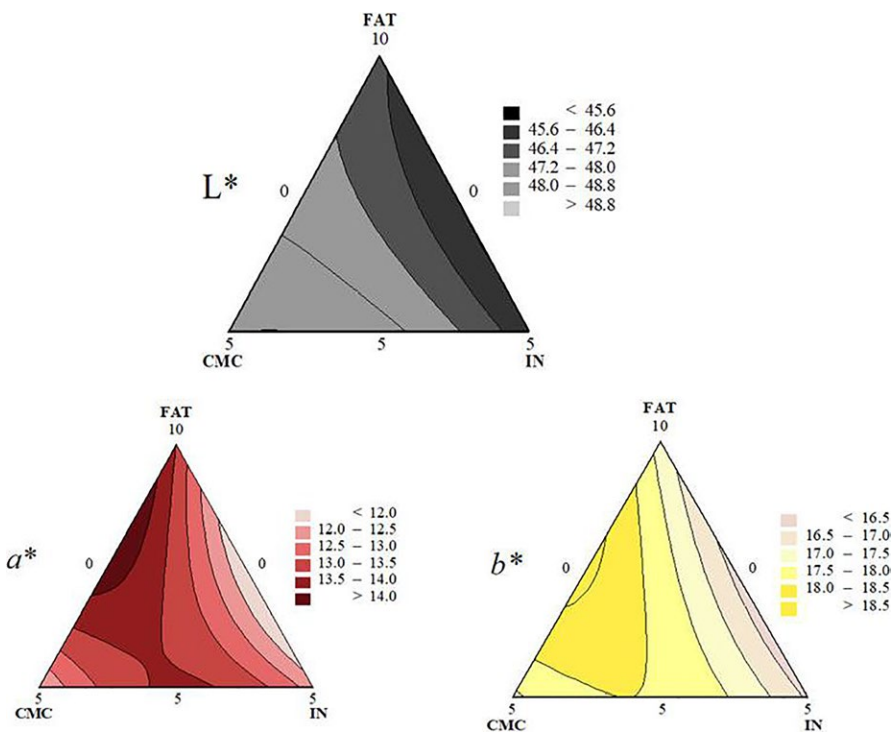 FAT
10
< 45.6
45.6 – 46.4
46.4 – 47.2
47.2 – 48.0
48.0 – 48.8
> 48.8
L*
0
0
5
5
5
CMC
IN
FAT
10
< 12.0
12.0 – 12.5
12.5 – 13.0
13.0 – 13.5
13.5 – 14.0
> 14.0
a*
0
0
5
5
5
CMC
IN
FAT
10
< 16.5
16.5 – 17.0
17.0 – 17.5
17.5 – 18.0
18.0 – 18.5
> 18.5
b*
0
0
5
5
5
CMC
IN